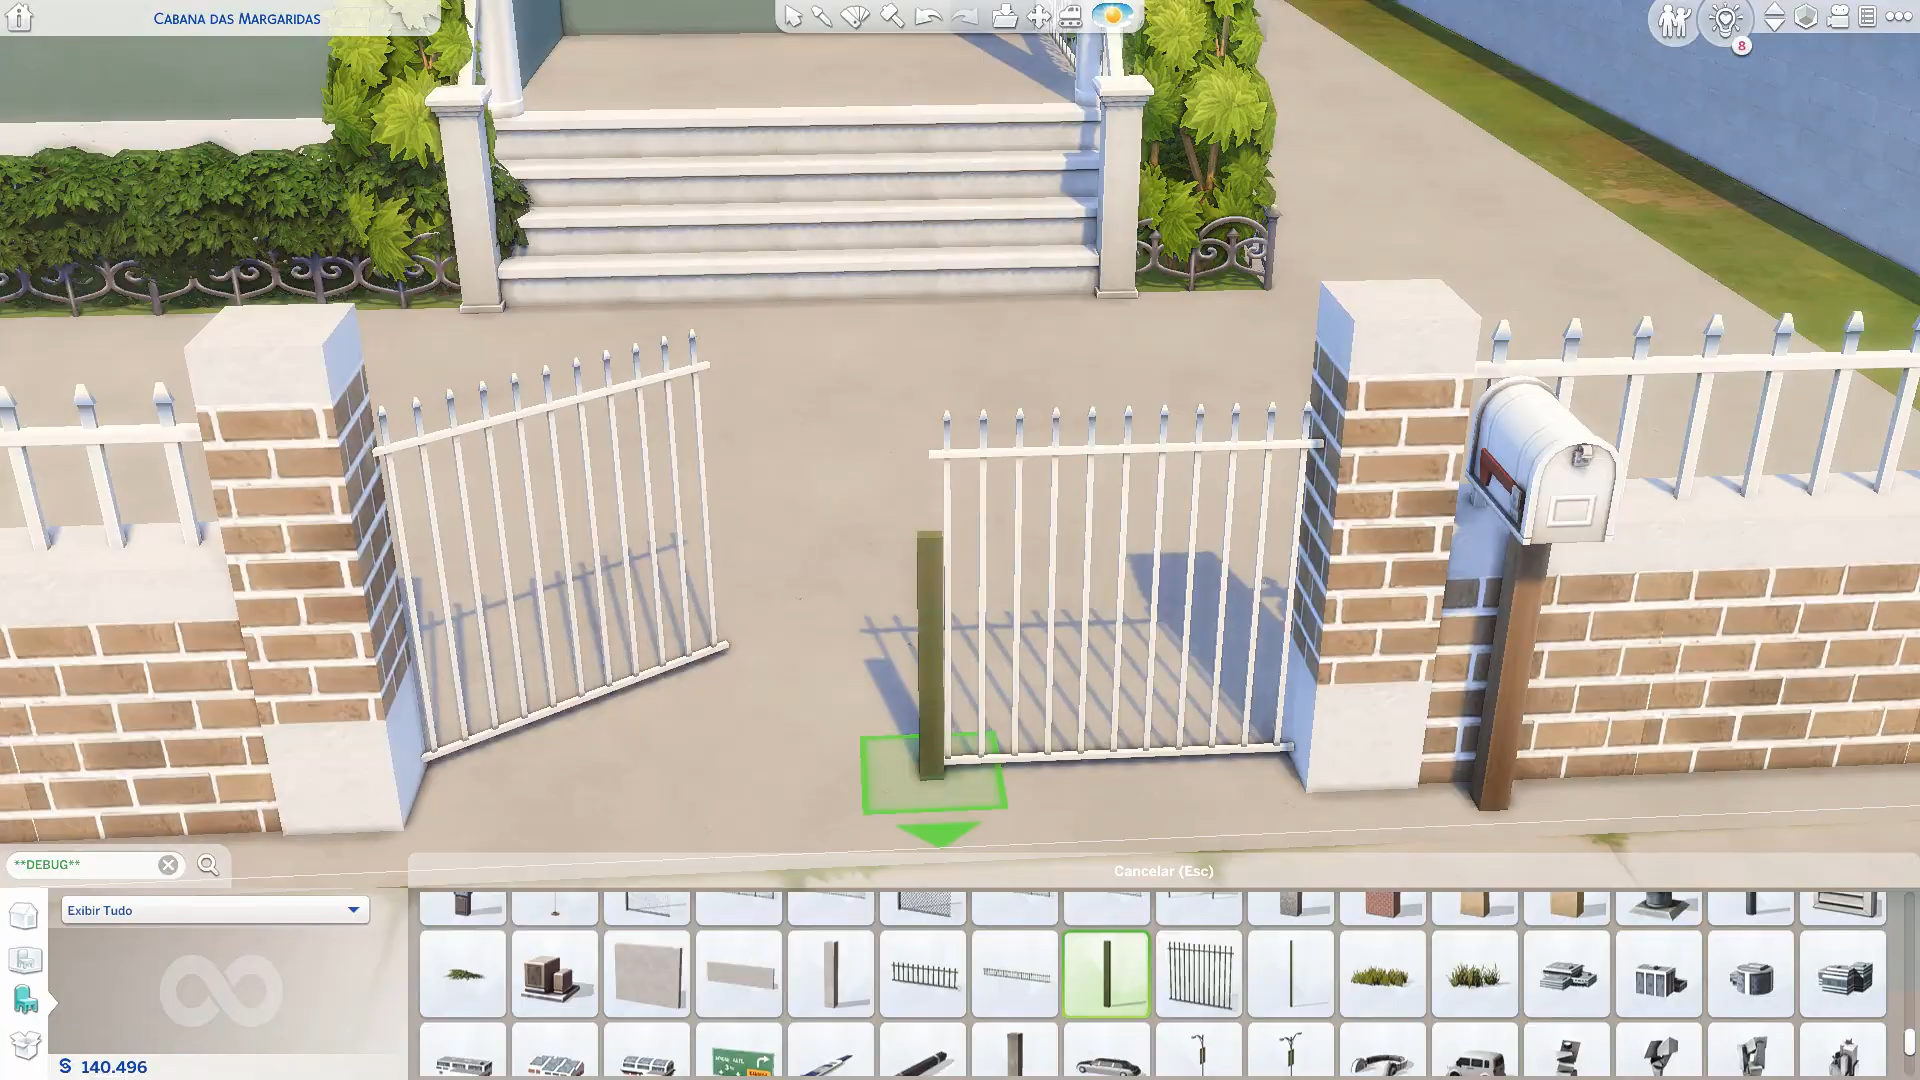 CABANA DAS MARGARIDAS
8
Cancelar (Esc)
**DEBUG**
Exibir Tudo
S 140.496